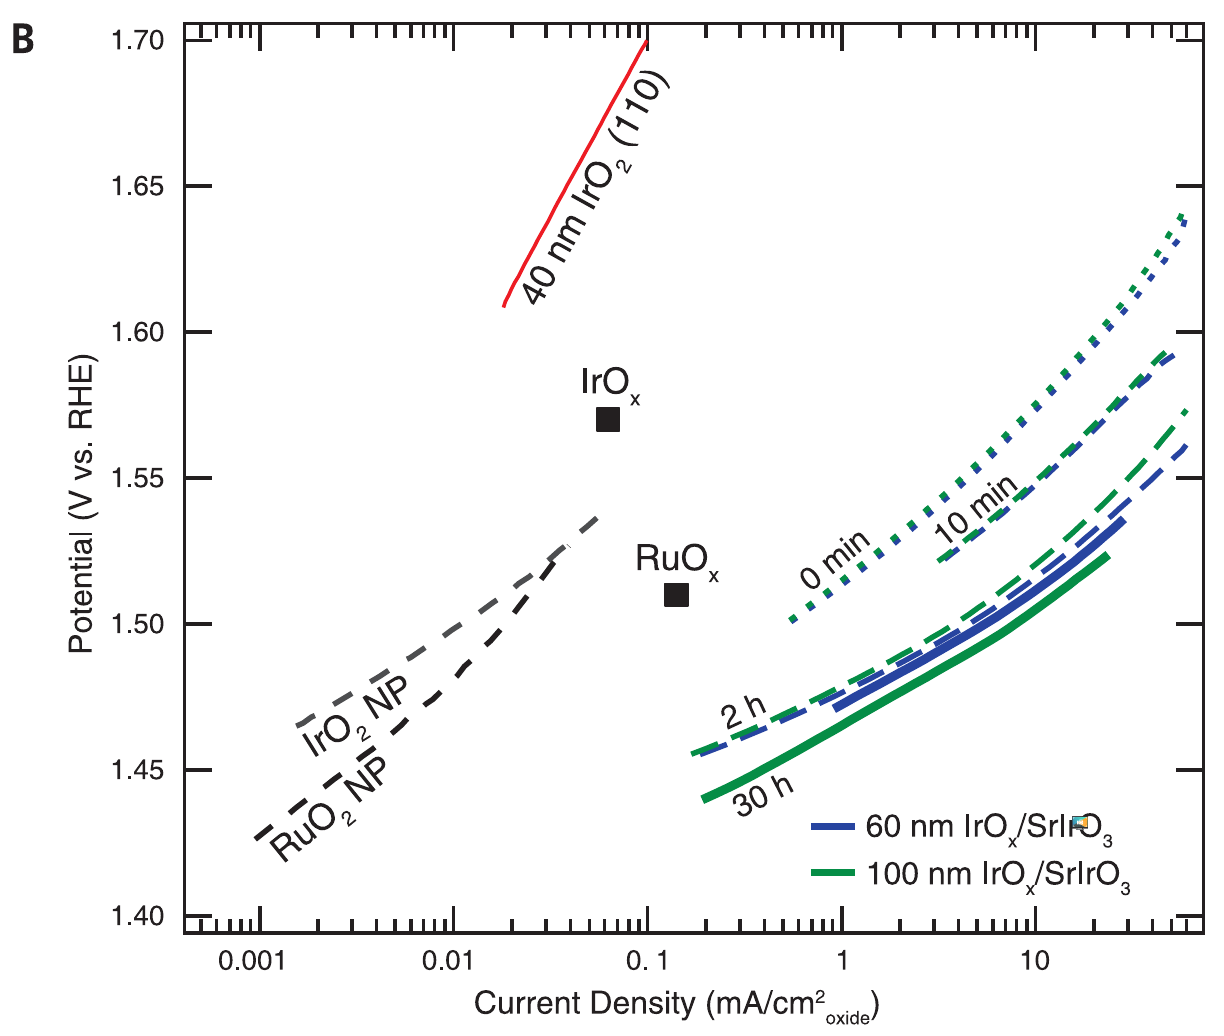 B
1.70
1.65
1.60
1.55
1.50
1.45
1.40
Potential (V vs. RHE)
40 nm IrO₂ (110)
IrOₓ
RuOₓ
IrO₂ NP
RuO₂ NP
0 min
10 min
2 h
30 h
60 nm IrOₓ/SrIrO₃
100 nm IrOₓ/SrIrO₃
0.001 0.01 0.1 1 10
Current Density (mA/cm²oxide)